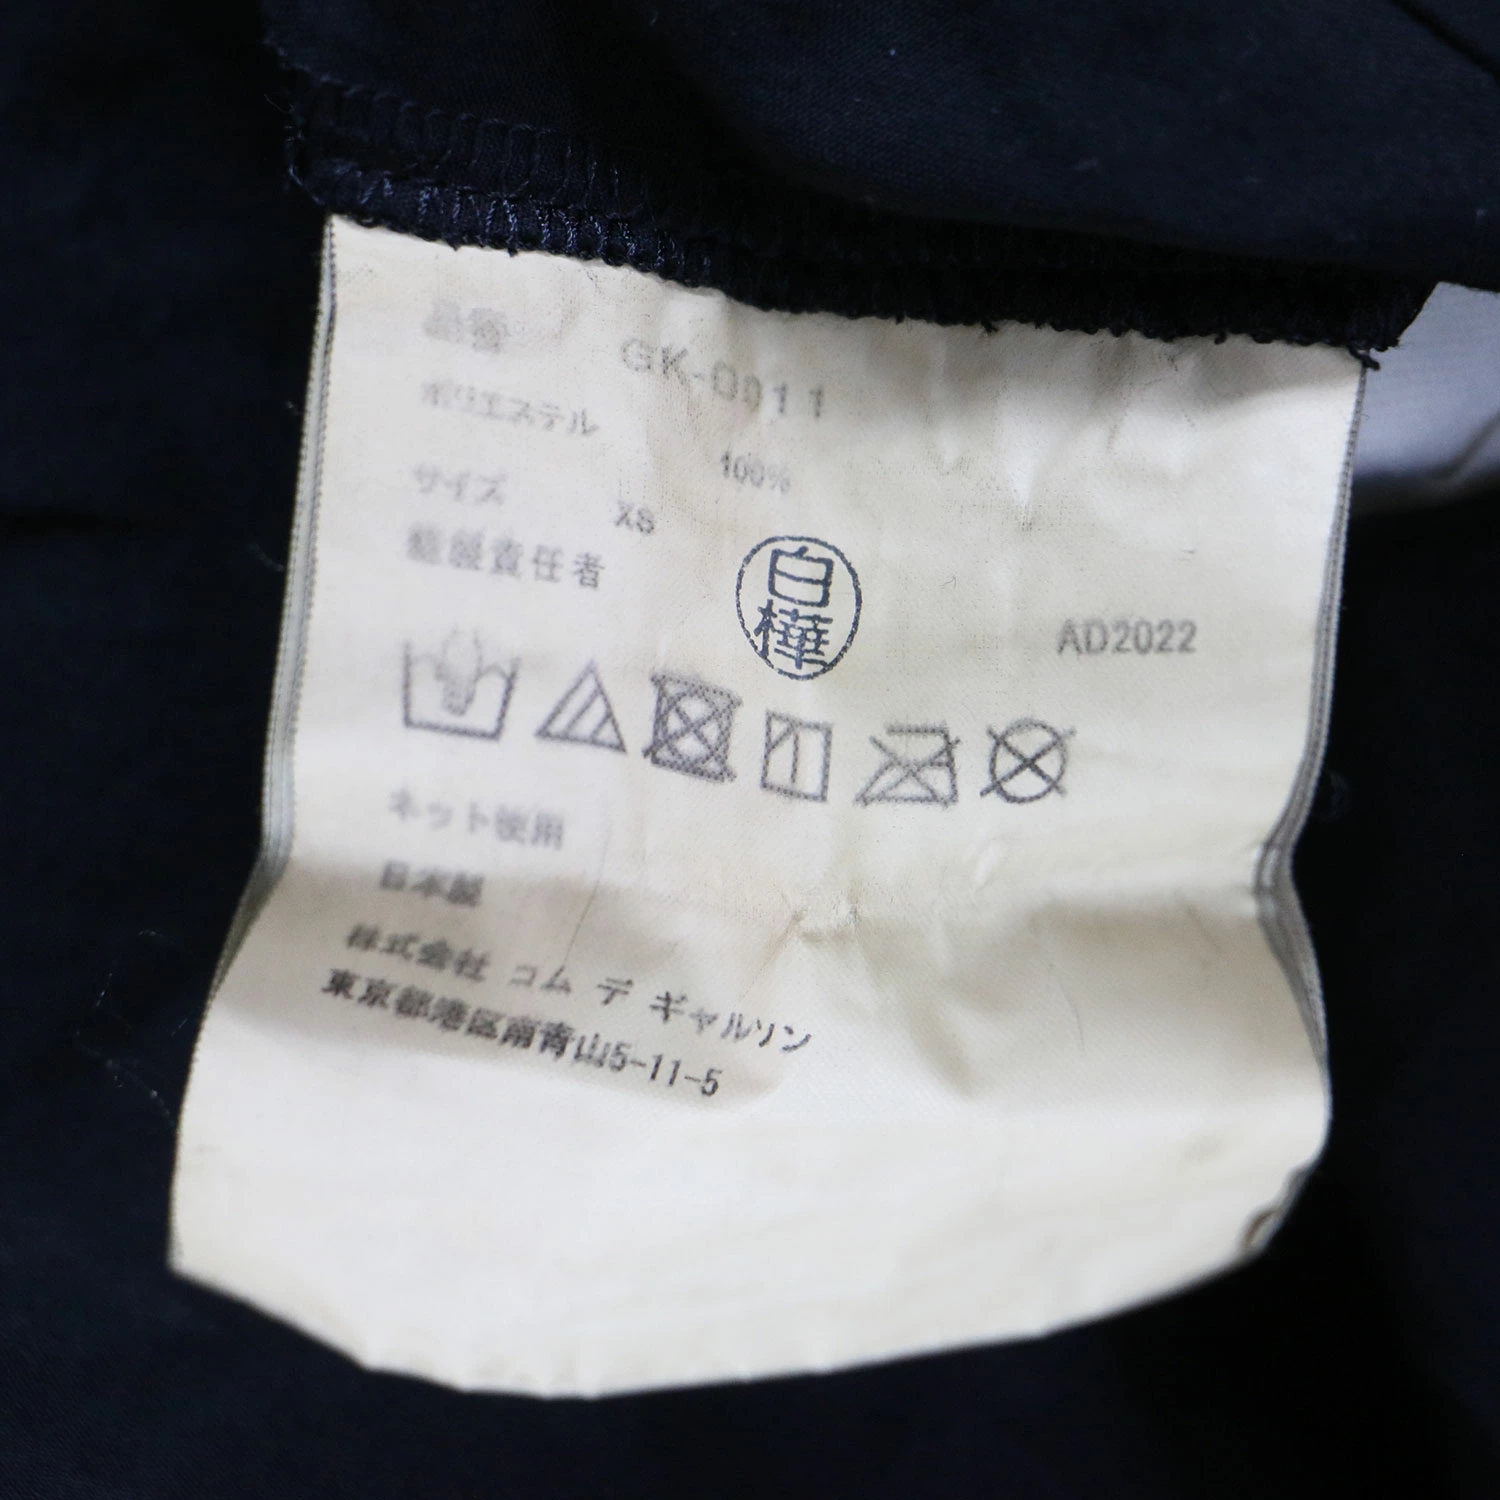 品番 GK-D011
ポリエステル 100%
サイズ XS
縫製責任者 白樺
AD2022
ネット使用
日本製
株式会社 コム デ ギャルソン
東京都港区南青山5-11-5